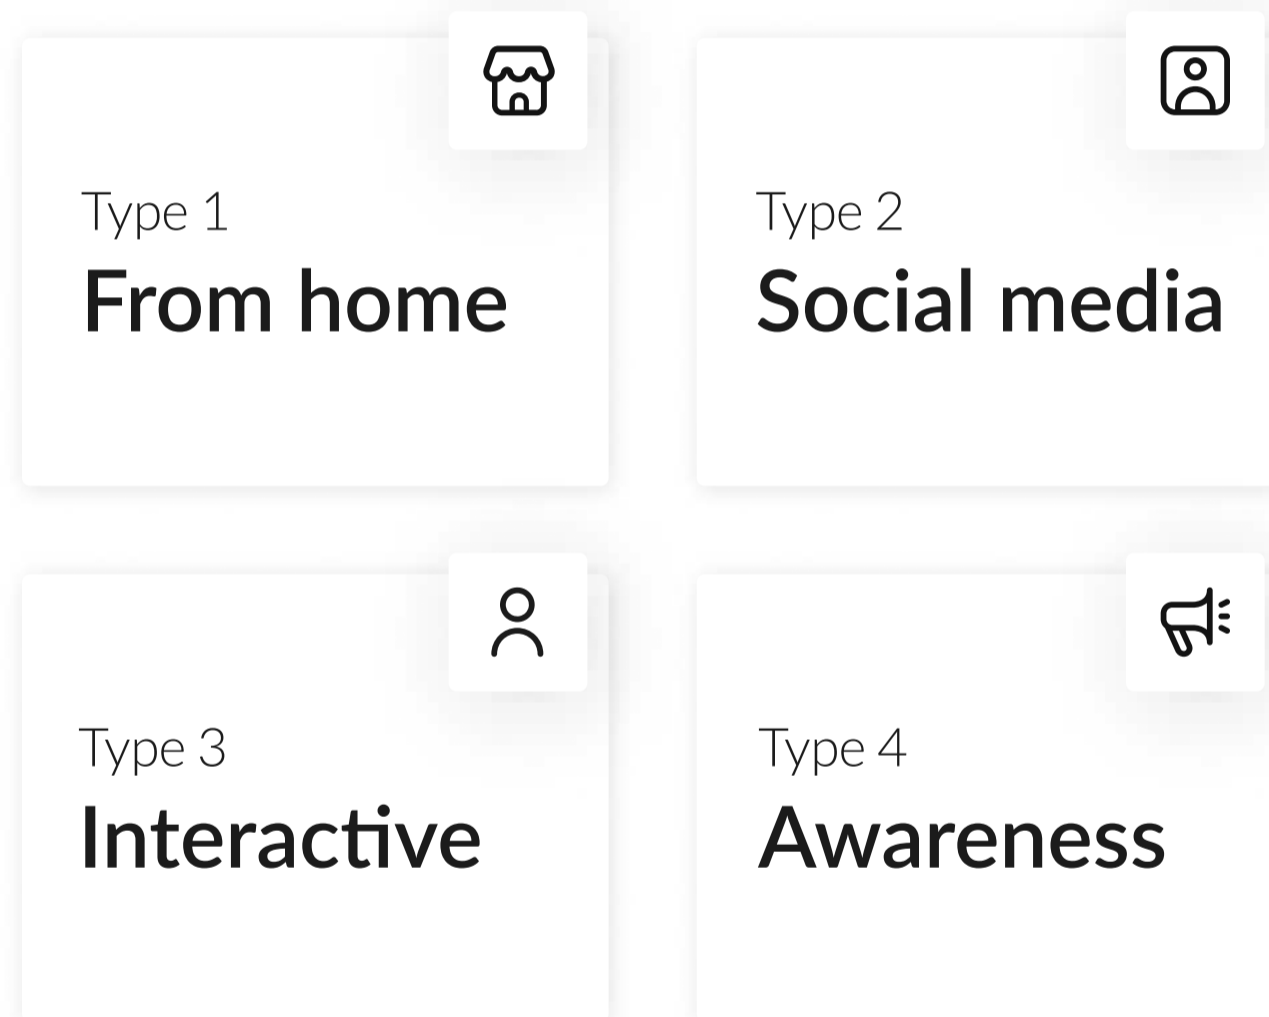 Type 1
From home
Type 2
Social media
Type 3
Interactive
Type 4
Awareness